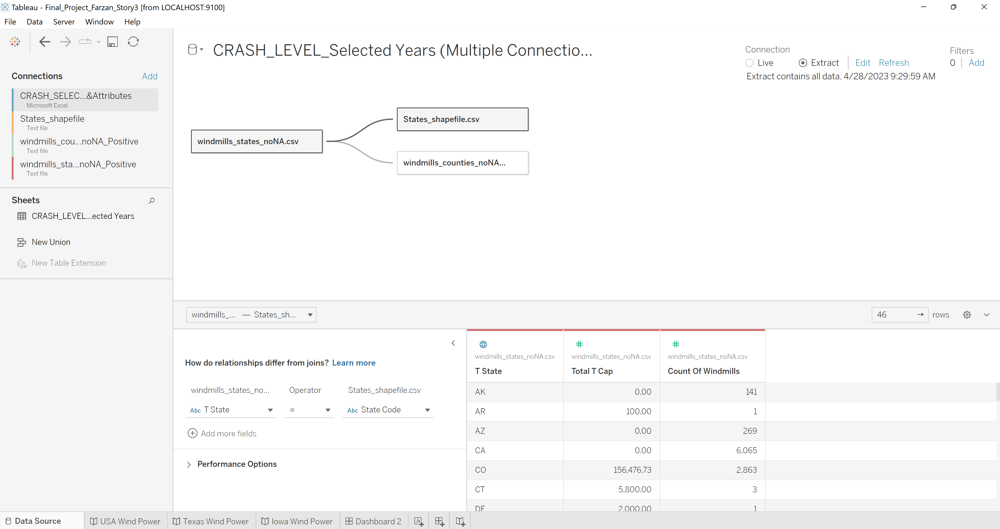 Tableau - Final_Project_Farzan_Story3 [from LOCALHOST:9100]
File Data Server Window Help
CRASH_LEVEL_Selected Years (Multiple Connectio...
Connection
Live Extract Edit Refresh
Extract contains all data. 4/28/2023 9:29:59 AM
Filters
0 Add
Connections Add
CRASH_SELEC...&Attributes
Microsoft Excel
States_shapefile
Text file
windmills_cou...noNA_Positive
Text file
windmills_sta...noNA_Positive
Text file
Sheets
CRASH_LEVEL...ected Years
New Union
New Table Extension
windmills_states_noNA.csv
States_shapefile.csv
windmills_counties_noNA...
windmills_... — States_sh...
46 → rows
How do relationships differ from joins? Learn more
windmills_states_no... Operator States_shapefile.csv
Abc T State = Abc State Code
Add more fields
Performance Options
windmills_states_noNA.csv windmills_states_noNA.csv windmills_states_noNA.csv
T State Total T Cap Count Of Windmills
AK 0.00 141
AR 100.00 1
AZ 0.00 269
CA 0.00 6,065
CO 156,476.73 2,863
CT 5,800.00 3
DE 2,000.00 1
Data Source USA Wind Power Texas Wind Power Iowa Wind Power Dashboard 2